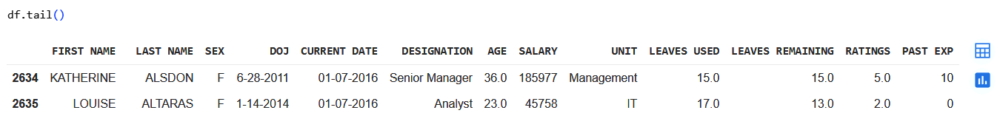 df.tail()
FIRST NAME LAST NAME SEX DOJ CURRENT DATE DESIGNATION AGE SALARY UNIT LEAVES USED LEAVES REMAINING RATINGS PAST EXP
2634 KATHERINE ALSDON F 6-28-2011 01-07-2016 Senior Manager 36.0 185977 Management 15.0 15.0 5.0 10
2635 LOUISE ALTARAS F 1-14-2014 01-07-2016 Analyst 23.0 45758 IT 17.0 13.0 2.0 0